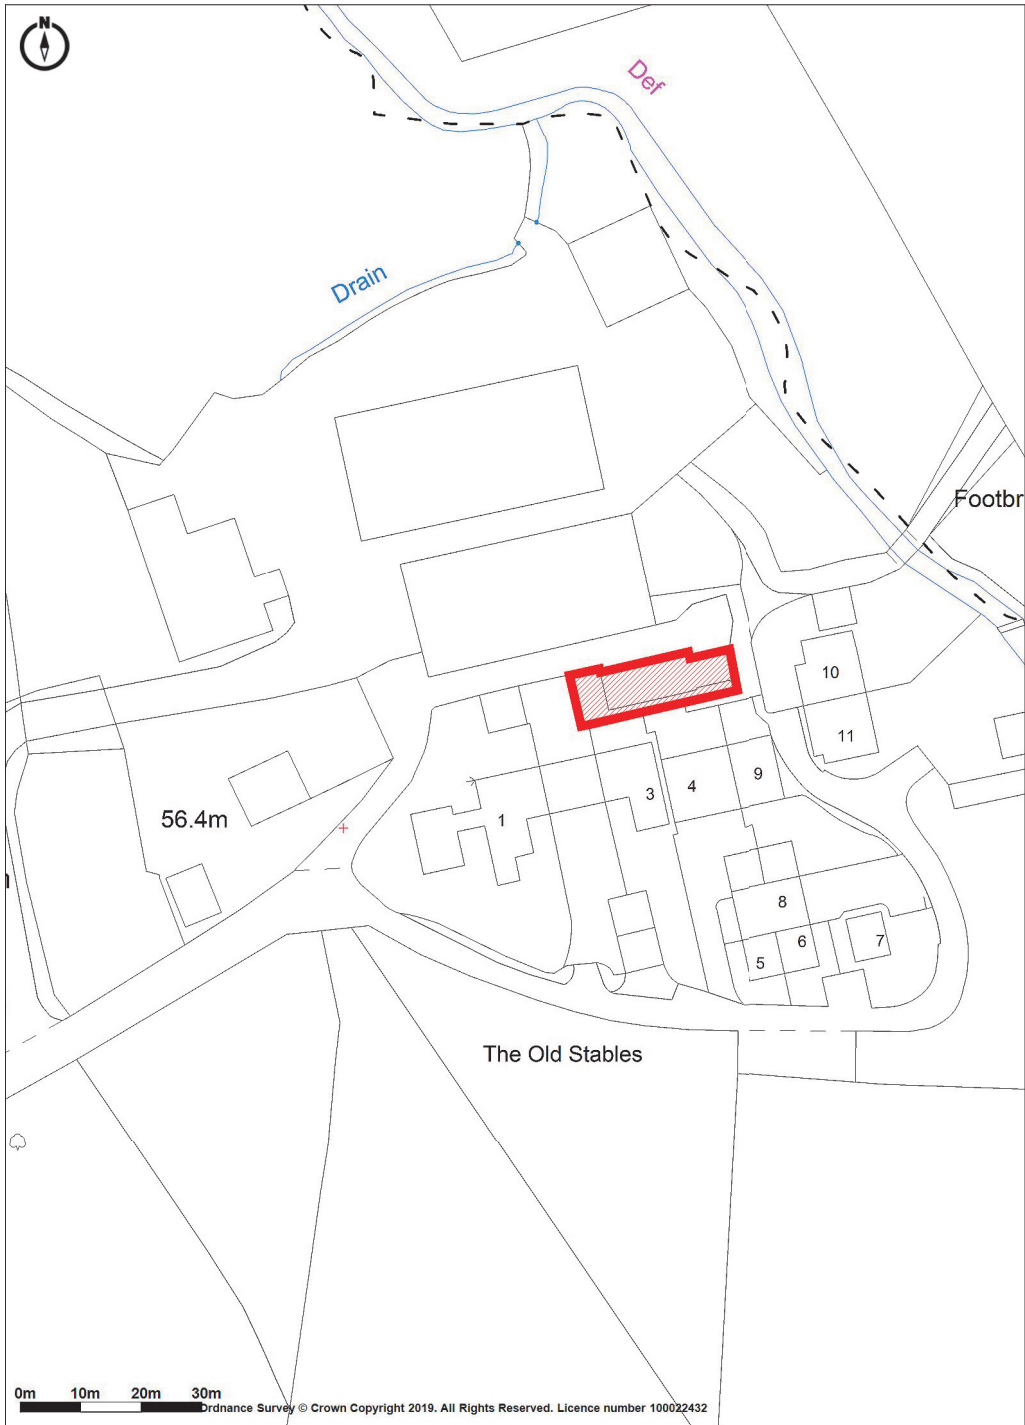 N
Def
Drain
Footbr
10
11
9
4
3
56.4m
1
8
6
7
5
The Old Stables
0m 10m 20m 30m
Ordnance Survey © Crown Copyright 2019. All Rights Reserved. Licence number 100022432